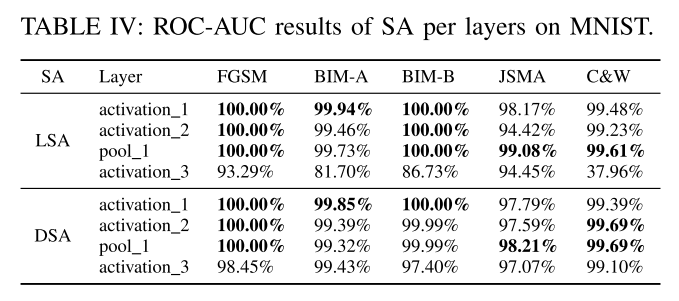 TABLE IV: ROC-AUC results of SA per layers on MNIST.
SA Layer FGSM BIM-A BIM-B JSMA C&W
LSA activation_1 100.00% 99.94% 100.00% 98.17% 99.48%
activation_2 100.00% 99.46% 100.00% 94.42% 99.23%
pool_1 100.00% 99.73% 100.00% 99.08% 99.61%
activation_3 93.29% 81.70% 86.73% 94.45% 37.96%
DSA activation_1 100.00% 99.85% 100.00% 97.79% 99.39%
activation_2 100.00% 99.39% 99.99% 97.59% 99.69%
pool_1 100.00% 99.32% 99.99% 98.21% 99.69%
activation_3 98.45% 99.43% 97.40% 97.07% 99.10%